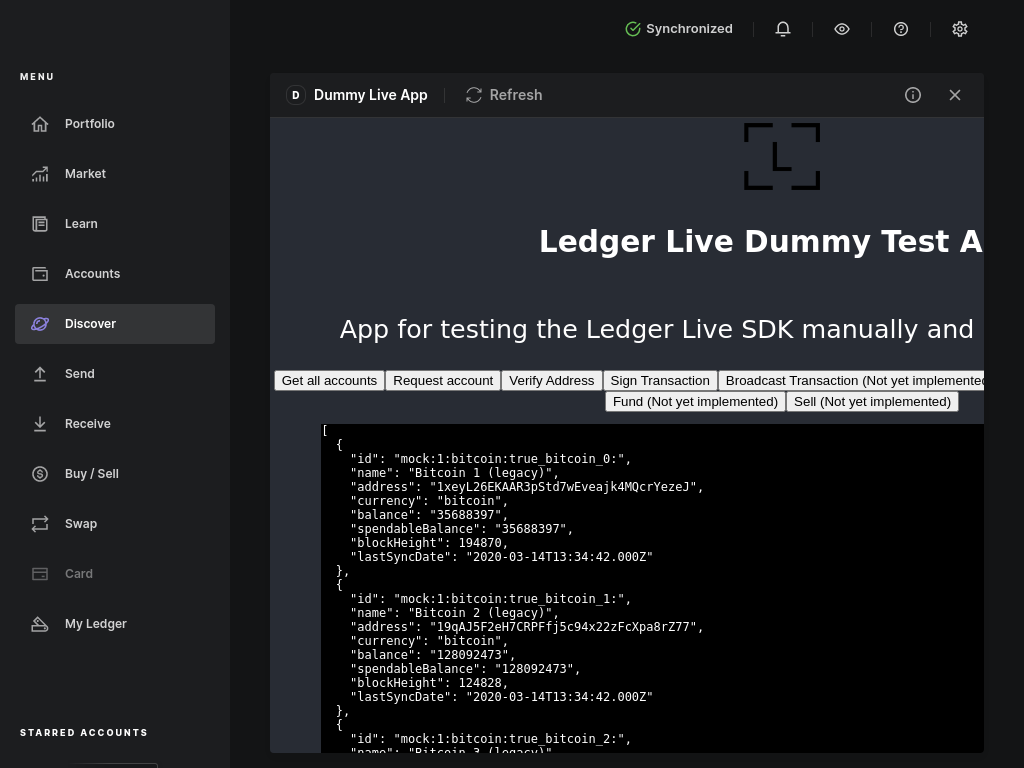 Synchronized
MENU
Portfolio
Market
Learn
Accounts
Discover
Send
Receive
Buy / Sell
Swap
Card
My Ledger
STARRED ACCOUNTS
D Dummy Live App
Refresh
L
Ledger Live Dummy Test A
App for testing the Ledger Live SDK manually and
Get all accounts Request account Verify Address Sign Transaction Broadcast Transaction (Not yet implemented
Fund (Not yet implemented) Sell (Not yet implemented)
[
{
"id": "mock:1:bitcoin:true_bitcoin_0:",
"name": "Bitcoin 1 (legacy)",
"address": "1xeyL26EKAAR3pStd7wEveajk4MQcrYezeJ",
"currency": "bitcoin",
"balance": "35688397",
"spendableBalance": "35688397",
"blockHeight": 194870,
"lastSyncDate": "2020-03-14T13:34:42.000Z"
},
{
"id": "mock:1:bitcoin:true_bitcoin_1:",
"name": "Bitcoin 2 (legacy)",
"address": "19qAJ5F2eH7CRPFfj5c94x22zFcXpa8rZ77",
"currency": "bitcoin",
"balance": "128092473",
"spendableBalance": "128092473",
"blockHeight": 124828,
"lastSyncDate": "2020-03-14T13:34:42.000Z"
},
{
"id": "mock:1:bitcoin:true_bitcoin_2:",
"name": "Bitcoin 3 (legacy)",